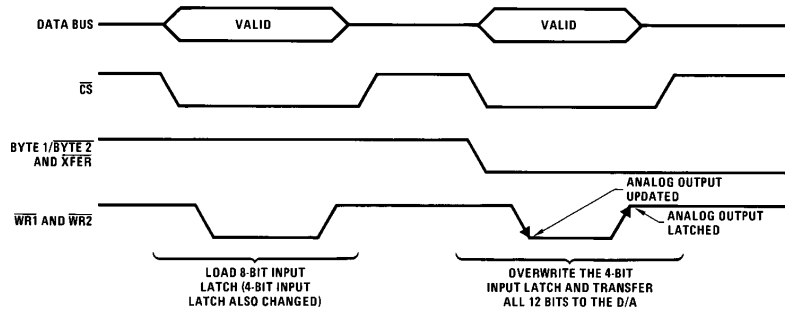 DATA BUS
VALID
VALID
CS
BYTE 1/BYTE 2
AND XFER
ANALOG OUTPUT
UPDATED
WR1 AND WR2
ANALOG OUTPUT
LATCHED
LOAD 8-BIT INPUT
LATCH (4-BIT INPUT
LATCH ALSO CHANGED)
OVERWRITE THE 4-BIT
INPUT LATCH AND TRANSFER
ALL 12 BITS TO THE D/A